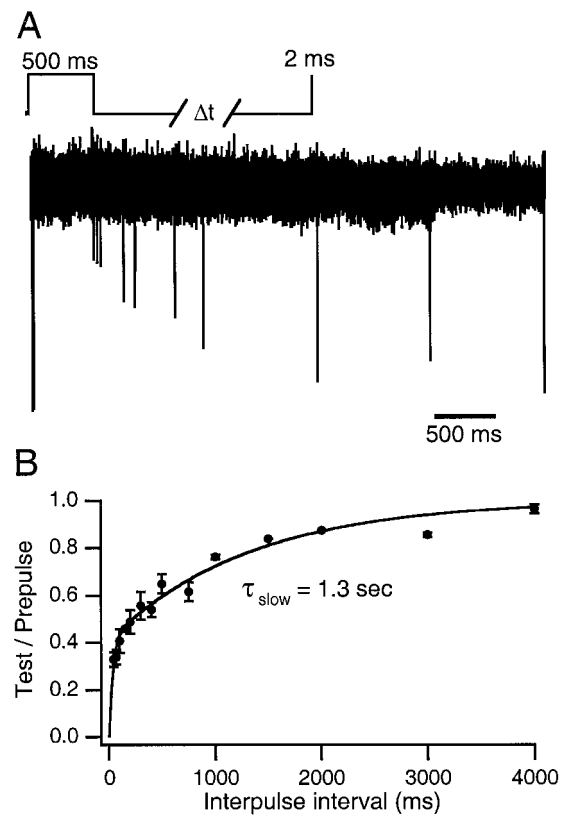 A
500 ms
2 ms
Δt
500 ms
B
1.0
0.8
0.6
0.4
0.2
0.0
Test / Prepulse
τ slow = 1.3 sec
0
1000
2000
3000
4000
Interpulse interval (ms)